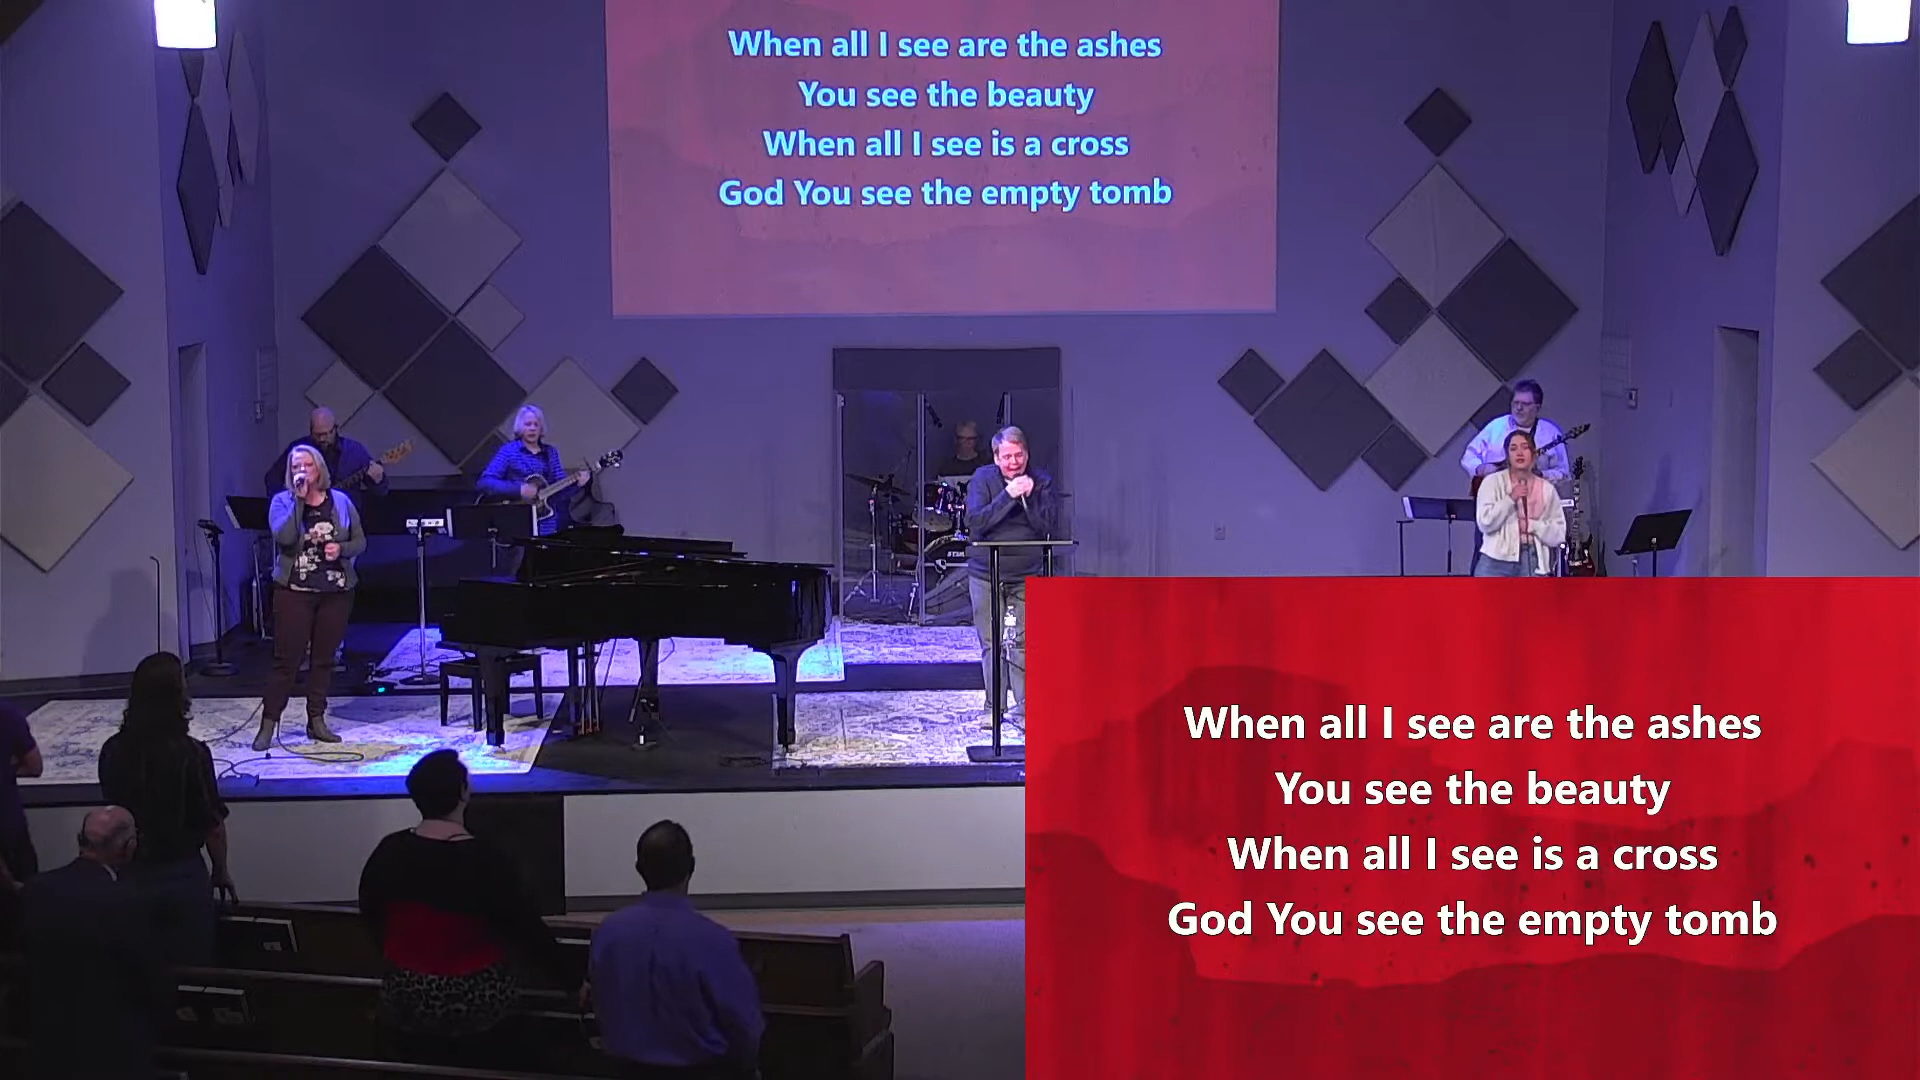 When all I see are the ashes
You see the beauty
When all I see is a cross
God You see the empty tomb
When all I see are the ashes
You see the beauty
When all I see is a cross
God You see the empty tomb